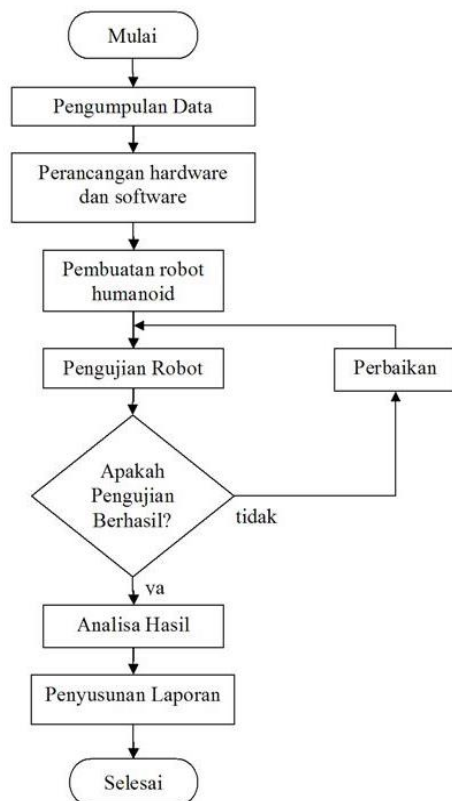 Mulai
Pengumpulan Data
Perancangan hardware
dan software
Pembuatan robot
humanoid
Pengujian Robot
Perbaikan
Apakah
Pengujian
Berhasil?
tidak
ya
Analisa Hasil
Penyusunan Laporan
Selesai